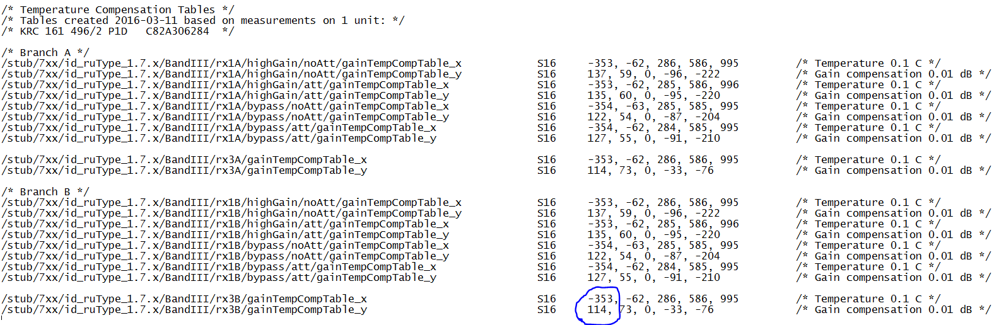 /* Temperature Compensation Tables */
/* Tables created 2016-03-11 based on measurements on 1 unit: */
/* KRC 161 496/2 P1D   C82A306284  */
/* Branch A */
/stub/7xx/id_ruType_1.7.x/BandIII/rx1A/highGain/noAtt/gainTempCompTable_x S16 -353, -62, 286, 586, 995 /* Temperature 0.1 C */
/stub/7xx/id_ruType_1.7.x/BandIII/rx1A/highGain/noAtt/gainTempCompTable_y S16 137, 59, 0, -96, -222 /* Gain compensation 0.01 dB */
/stub/7xx/id_ruType_1.7.x/BandIII/rx1A/highGain/att/gainTempCompTable_x S16 -353, -62, 285, 586, 996 /* Temperature 0.1 C */
/stub/7xx/id_ruType_1.7.x/BandIII/rx1A/highGain/att/gainTempCompTable_y S16 135, 60, 0, -95, -220 /* Gain compensation 0.01 dB */
/stub/7xx/id_ruType_1.7.x/BandIII/rx1A/bypass/noAtt/gainTempCompTable_x S16 -354, -63, 285, 585, 995 /* Temperature 0.1 C */
/stub/7xx/id_ruType_1.7.x/BandIII/rx1A/bypass/noAtt/gainTempCompTable_y S16 122, 54, 0, -87, -204 /* Gain compensation 0.01 dB */
/stub/7xx/id_ruType_1.7.x/BandIII/rx1A/bypass/att/gainTempCompTable_x S16 -354, -62, 284, 585, 995 /* Temperature 0.1 C */
/stub/7xx/id_ruType_1.7.x/BandIII/rx1A/bypass/att/gainTempCompTable_y S16 127, 55, 0, -91, -210 /* Gain compensation 0.01 dB */
/stub/7xx/id_ruType_1.7.x/BandIII/rx3A/gainTempCompTable_x S16 -353, -62, 286, 586, 995 /* Temperature 0.1 C */
/stub/7xx/id_ruType_1.7.x/BandIII/rx3A/gainTempCompTable_y S16 114, 73, 0, -33, -76 /* Gain compensation 0.01 dB */
/* Branch B */
/stub/7xx/id_ruType_1.7.x/BandIII/rx1B/highGain/noAtt/gainTempCompTable_x S16 -353, -62, 286, 586, 995 /* Temperature 0.1 C */
/stub/7xx/id_ruType_1.7.x/BandIII/rx1B/highGain/noAtt/gainTempCompTable_y S16 137, 59, 0, -96, -222 /* Gain compensation 0.01 dB */
/stub/7xx/id_ruType_1.7.x/BandIII/rx1B/highGain/att/gainTempCompTable_x S16 -353, -62, 285, 586, 996 /* Temperature 0.1 C */
/stub/7xx/id_ruType_1.7.x/BandIII/rx1B/highGain/att/gainTempCompTable_y S16 135, 60, 0, -95, -220 /* Gain compensation 0.01 dB */
/stub/7xx/id_ruType_1.7.x/BandIII/rx1B/bypass/noAtt/gainTempCompTable_x S16 -354, -63, 285, 585, 995 /* Temperature 0.1 C */
/stub/7xx/id_ruType_1.7.x/BandIII/rx1B/bypass/noAtt/gainTempCompTable_y S16 122, 54, 0, -87, -204 /* Gain compensation 0.01 dB */
/stub/7xx/id_ruType_1.7.x/BandIII/rx1B/bypass/att/gainTempCompTable_x S16 -354, -62, 284, 585, 995 /* Temperature 0.1 C */
/stub/7xx/id_ruType_1.7.x/BandIII/rx1B/bypass/att/gainTempCompTable_y S16 127, 55, 0, -91, -210 /* Gain compensation 0.01 dB */
/stub/7xx/id_ruType_1.7.x/BandIII/rx3B/gainTempCompTable_x S16 -353, -62, 286, 586, 995 /* Temperature 0.1 C */
/stub/7xx/id_ruType_1.7.x/BandIII/rx3B/gainTempCompTable_y S16 114, 73, 0, -33, -76 /* Gain compensation 0.01 dB */